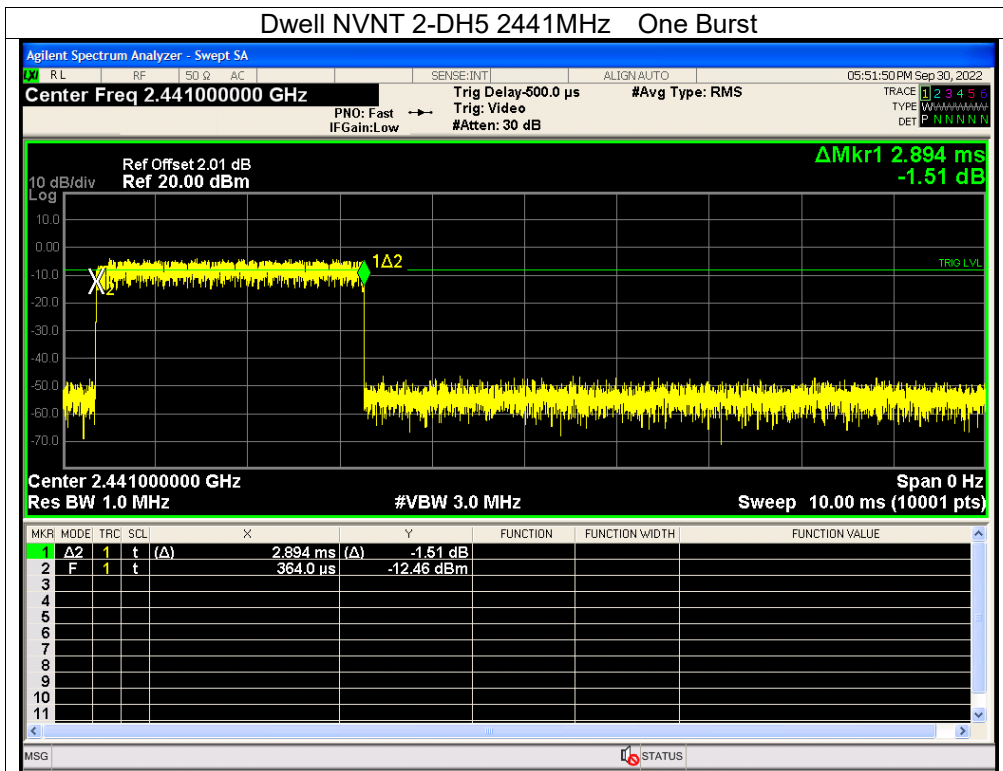 Dwell NVNT 2-DH5 2441MHz One Burst
Agilent Spectrum Analyzer - Swept SA
LXI RL RF 50 Ω AC SENSE:INT ALIGN AUTO 05:51:50 PM Sep 30, 2022
Center Freq 2.441000000 GHz Trig Delay-500.0 µs #Avg Type: RMS TRACE 1 2 3 4 5 6
PNO: Fast Trig: Video TYPE WWWWWWW
IFGain:Low #Atten: 30 dB DET P N N N N N
ΔMkr1 2.894 ms
-1.51 dB
Ref Offset 2.01 dB
10 dB/div Ref 20.00 dBm
Log
10.0
0.00
1Δ2
TRIG LVL
-10.0
2
-20.0
-30.0
-40.0
-50.0
-60.0
-70.0
Center 2.441000000 GHz Span 0 Hz
Res BW 1.0 MHz #VBW 3.0 MHz Sweep 10.00 ms (10001 pts)
MKR MODE TRC SCL X Y FUNCTION FUNCTION WIDTH FUNCTION VALUE
1 Δ2 1 t (Δ) 2.894 ms (Δ) -1.51 dB
2 F 1 t 364.0 µs -12.46 dBm
3
4
5
6
7
8
9
10
11
MSG STATUS